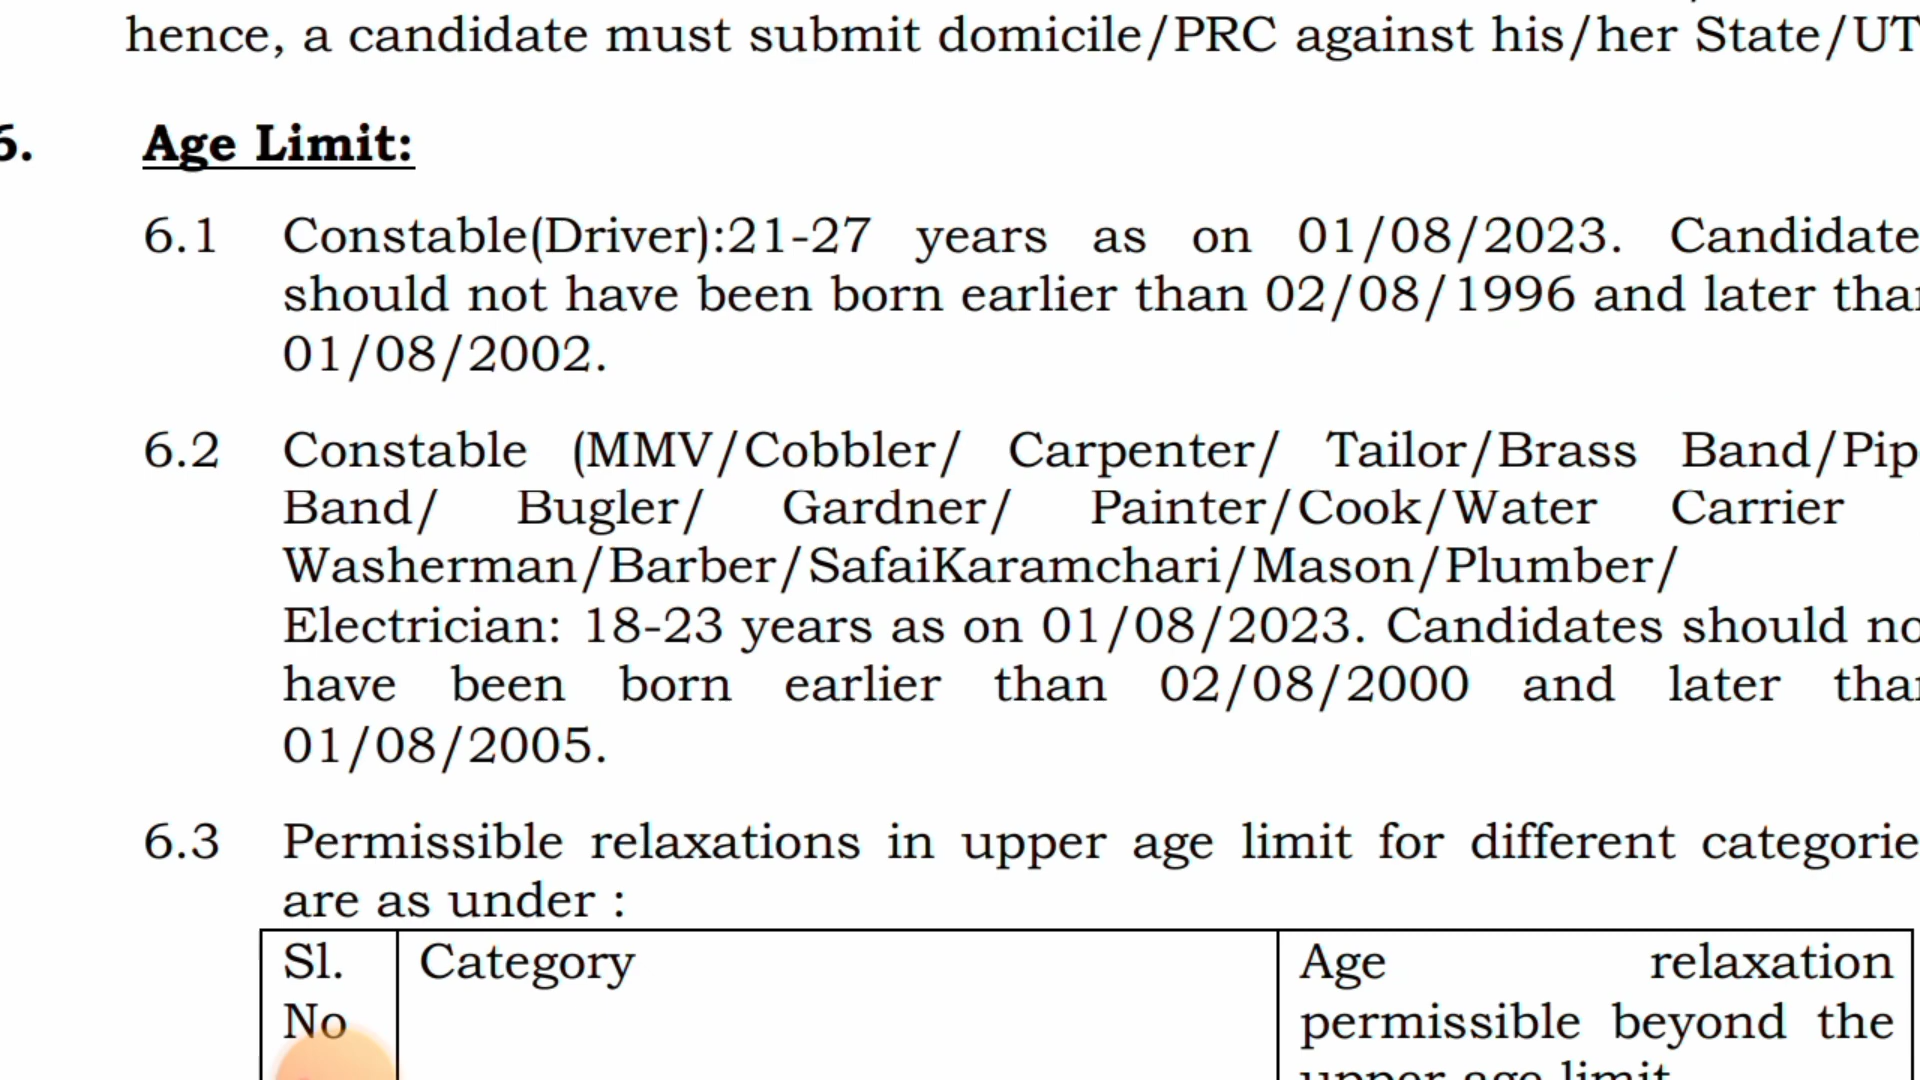 hence, a candidate must submit domicile/PRC against his/her State/UT
6. Age Limit:
6.1 Constable(Driver):21-27 years as on 01/08/2023. Candidate
should not have been born earlier than 02/08/1996 and later than
01/08/2002.
6.2 Constable (MMV/Cobbler/ Carpenter/ Tailor/Brass Band/Pip
Band/ Bugler/ Gardner/ Painter/Cook/Water Carrier
Washerman/Barber/SafaiKaramchari/Mason/Plumber/
Electrician: 18-23 years as on 01/08/2023. Candidates should no
have been born earlier than 02/08/2000 and later than
01/08/2005.
6.3 Permissible relaxations in upper age limit for different categorie
are as under :
Sl. Category Age relaxation
No permissible beyond the
upper age limit